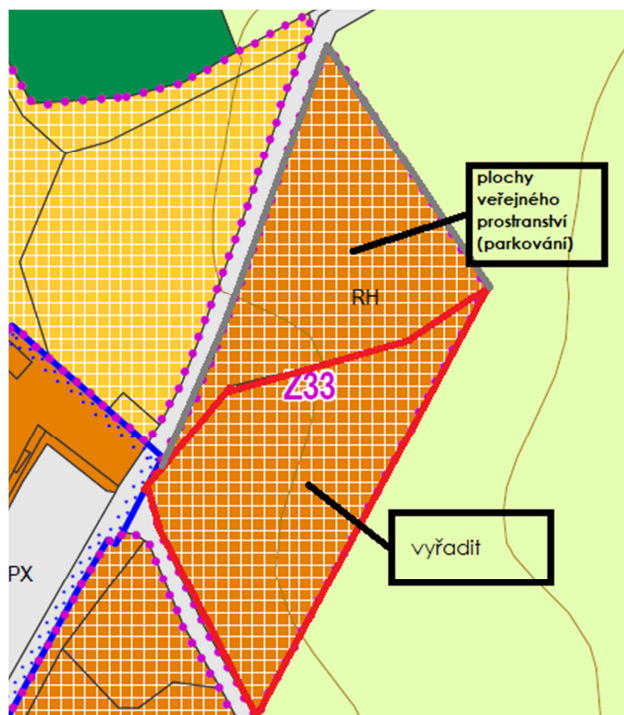 plochy
veřejného
prostranství
(parkování)
RH
Z33
vyřadit
PX